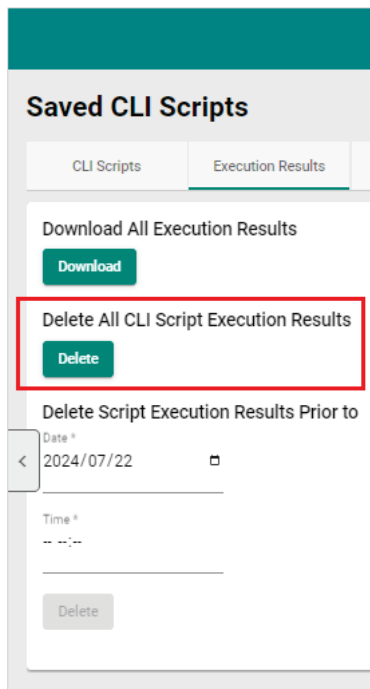 Saved CLI Scripts
CLI Scripts
Execution Results
Download All Execution Results
Download
Delete All CLI Script Execution Results
Delete
Delete Script Execution Results Prior to
Date *
2024/07/22
Time *
-- --:--
Delete